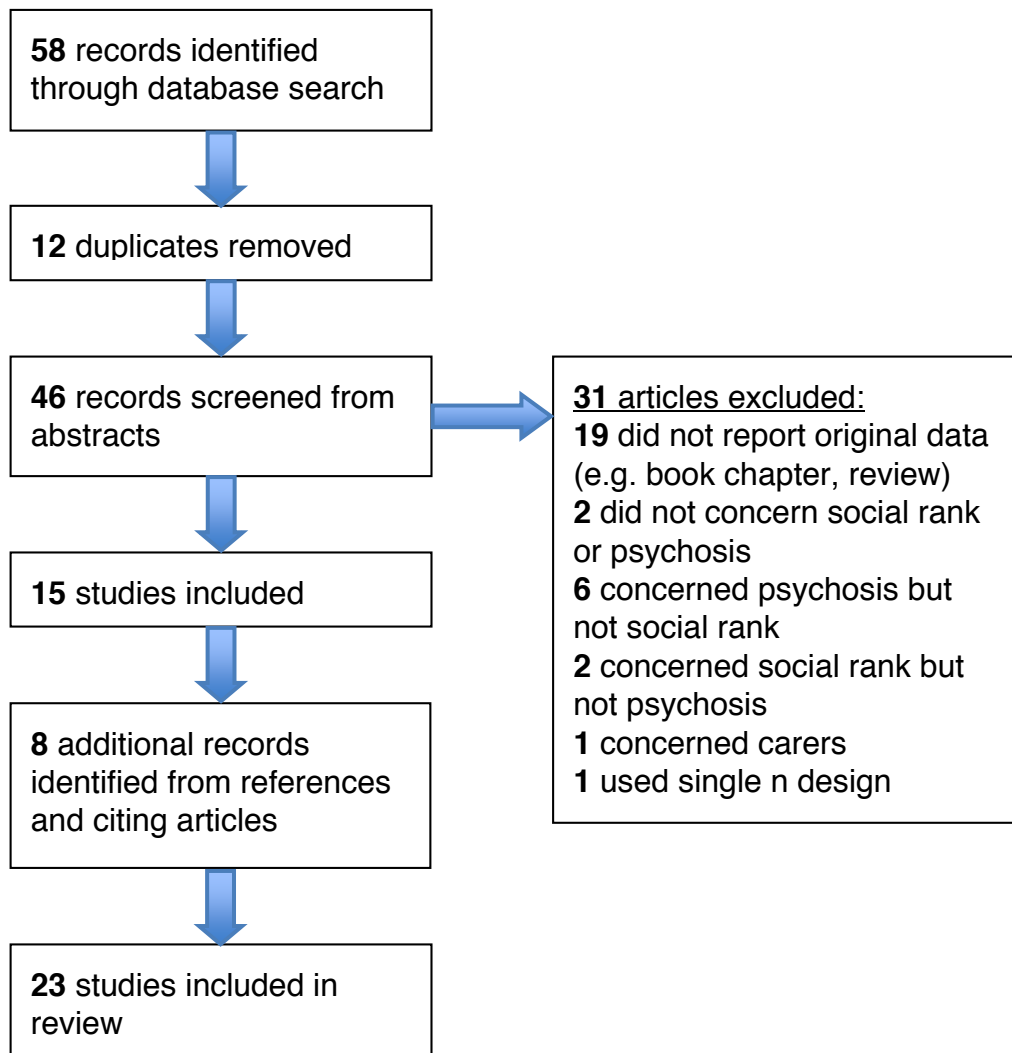 58 records identified
through database search
12 duplicates removed
46 records screened from
abstracts
31 articles excluded:
19 did not report original data
(e.g. book chapter, review)
2 did not concern social rank
or psychosis
6 concerned psychosis but
not social rank
2 concerned social rank but
not psychosis
1 concerned carers
1 used single n design
15 studies included
8 additional records
identified from references
and citing articles
23 studies included in
review